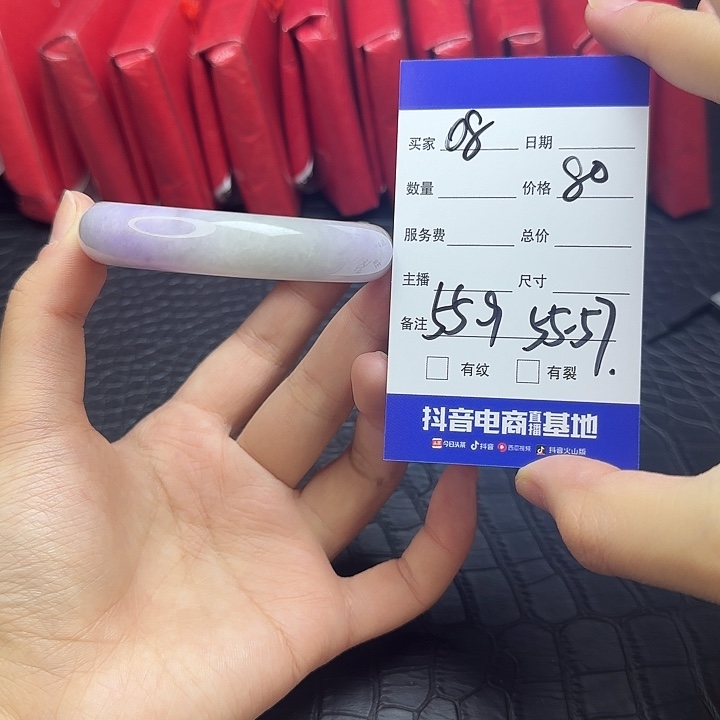 买家 08 日期
数量 价格 80
服务费 总价
主播 尺寸
备注 55.9 55-57.
有纹 有裂
抖音电商直播基地
今日头条 抖音 西瓜视频 抖音火山版